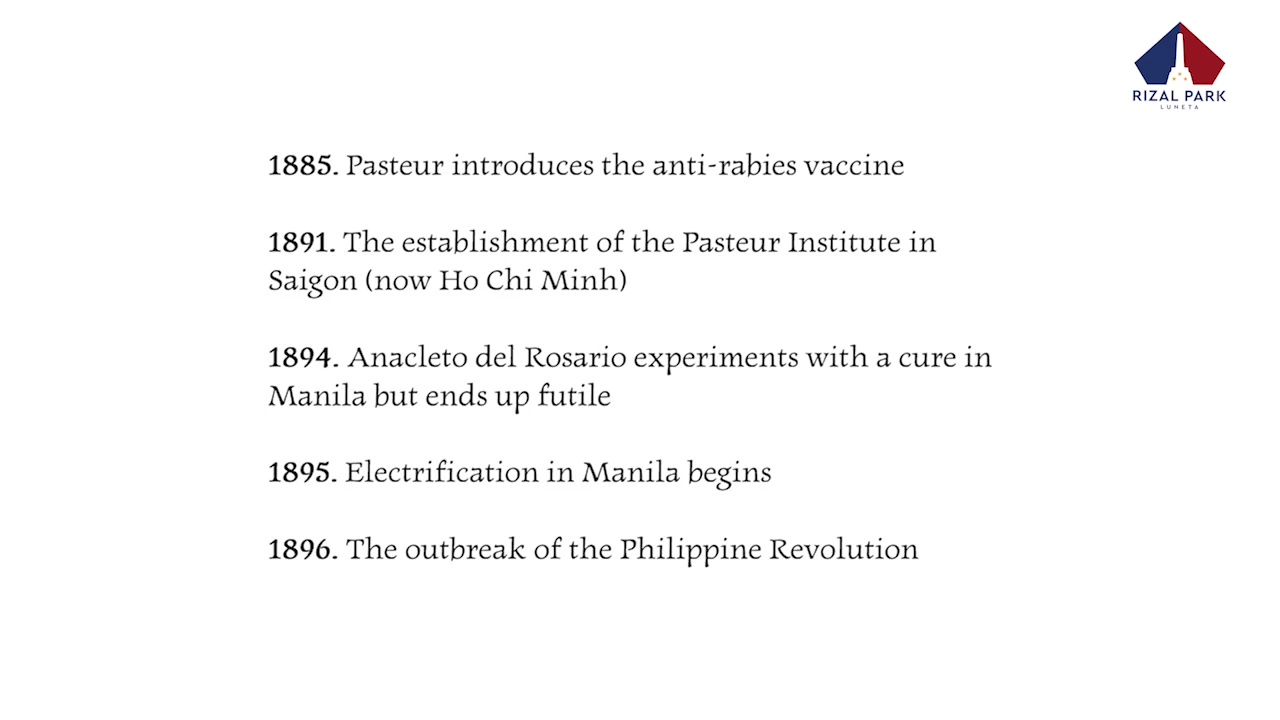 RIZAL PARK
LUNETA
1885. Pasteur introduces the anti-rabies vaccine
1891. The establishment of the Pasteur Institute in
Saigon (now Ho Chi Minh)
1894. Anacleto del Rosario experiments with a cure in
Manila but ends up futile
1895. Electrification in Manila begins
1896. The outbreak of the Philippine Revolution